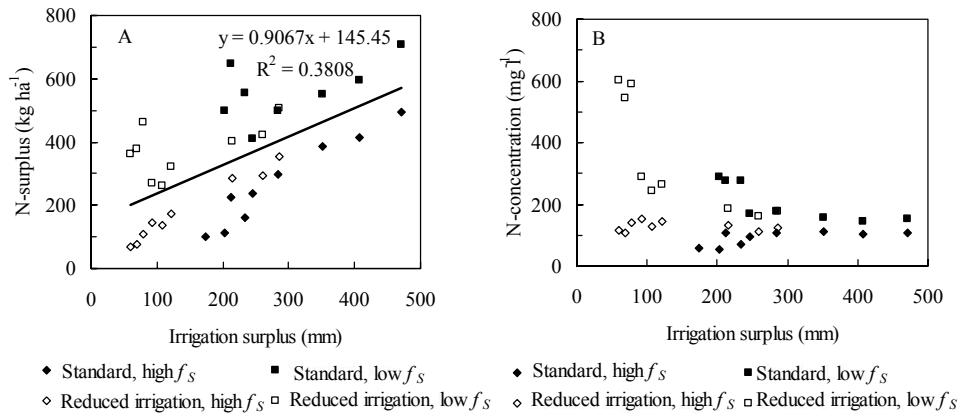 A
y = 0.9067x + 145.45
R² = 0.3808
N-surplus (kg ha⁻¹)
800
600
400
200
0
0 100 200 300 400 500
Irrigation surplus (mm)
Standard, high f_S
Standard, low f_S
Reduced irrigation, high f_S
Reduced irrigation, low f_S
B
N-concentration (mg⁻¹)
800
600
400
200
0
0 100 200 300 400 500
Irrigation surplus (mm)
Standard, high f_S
Standard, low f_S
Reduced irrigation, high f_S
Reduced irrigation, low f_S